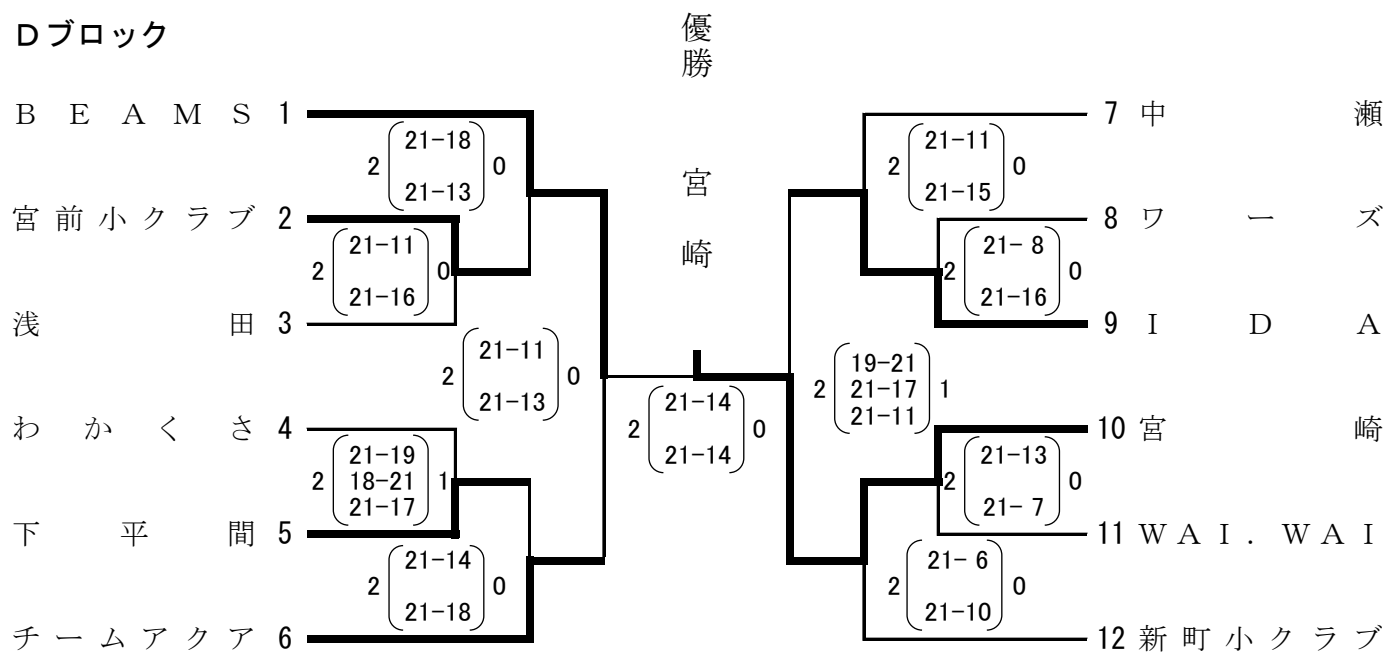 Dブロック
優勝
宮崎
BEAMS 1
2 21-18 0
21-13
宮前小クラブ 2
2 21-11 0
21-16
浅田 3
2 21-11 0
21-13
わかくさ 4
21-19
2 18-21 1
21-17
下平間 5
2 21-14 0
21-18
チームアクア 6
2 21-14 0
21-14
7 中瀬
2 21-11 0
21-15
8 ワーズ
2 21- 8 0
21-16
9 IDA
19-21
2 21-17 1
21-11
10 宮崎
2 21-13 0
21- 7
11 WAI.WAI
2 21- 6 0
21-10
12 新町小クラブ